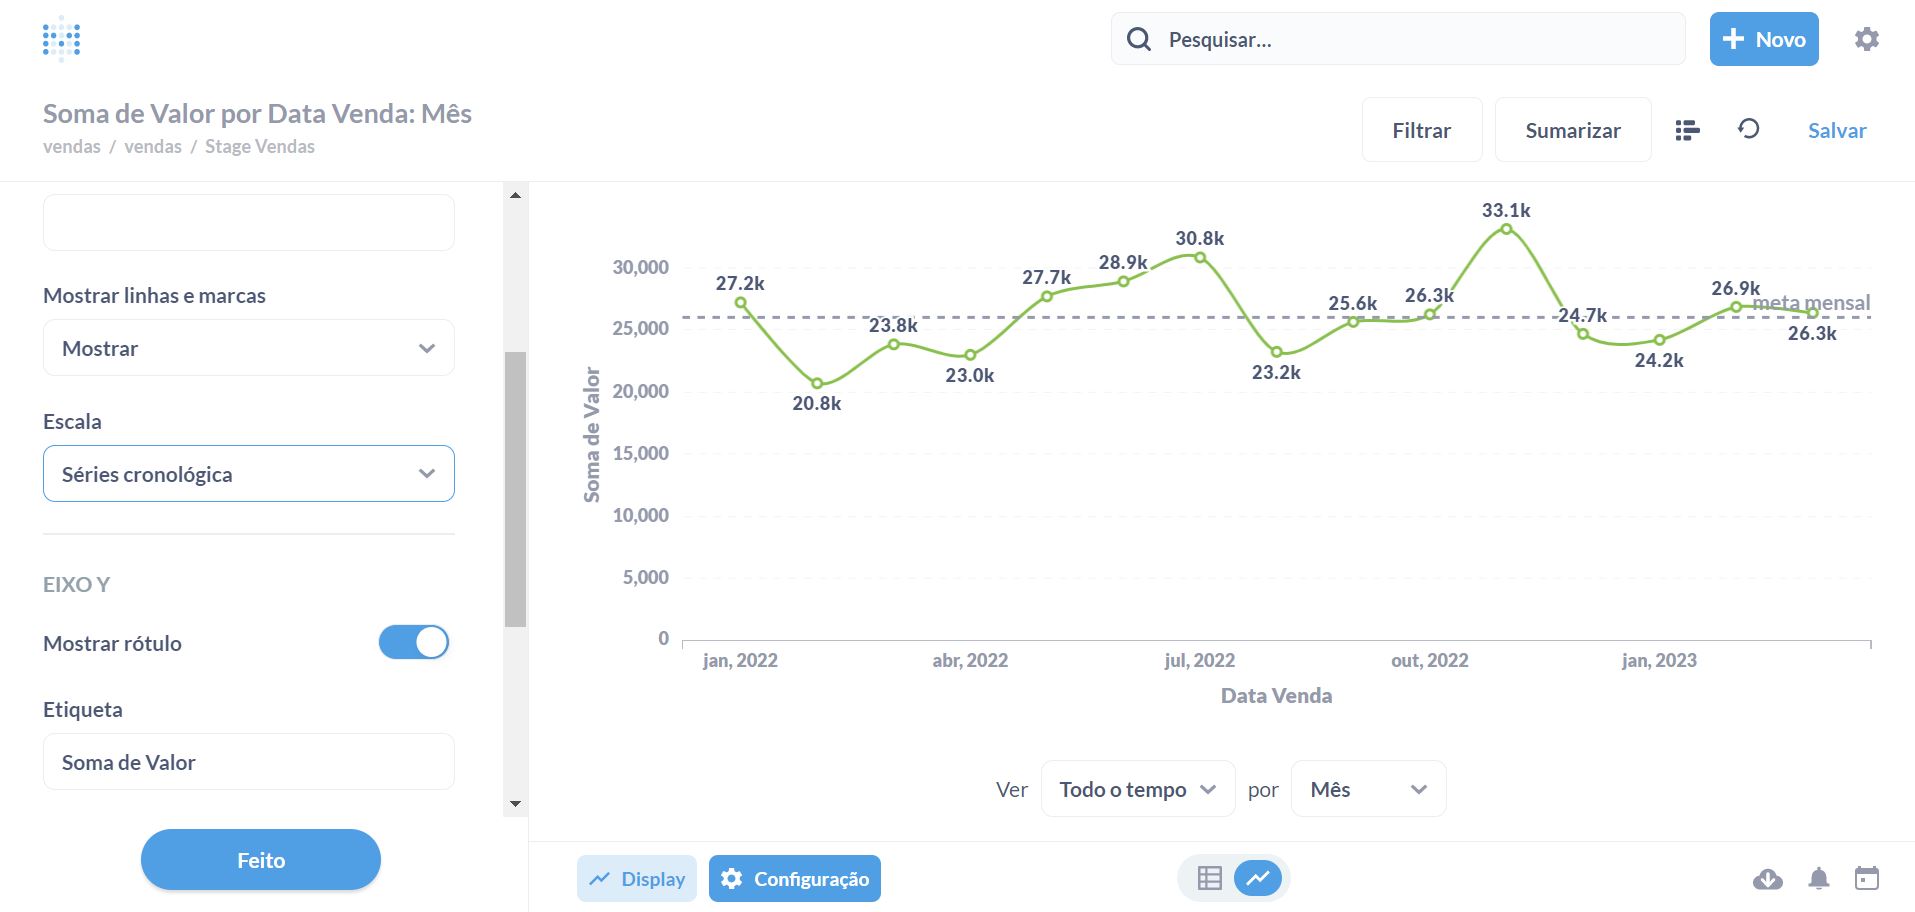 Pesquisar...
Novo
Soma de Valor por Data Venda: Mês
vendas / vendas / Stage Vendas
Filtrar
Sumarizar
Salvar
Mostrar linhas e marcas
Mostrar
Escala
Séries cronológica
EIXO Y
Mostrar rótulo
Etiqueta
Soma de Valor
Feito
Soma de Valor
30,000
25,000
20,000
15,000
10,000
5,000
0
27.2k
20.8k
23.8k
23.0k
27.7k
28.9k
30.8k
23.2k
25.6k
26.3k
33.1k
24.7k
24.2k
26.9k
26.3k
meta mensal
jan, 2022
abr, 2022
jul, 2022
out, 2022
jan, 2023
Data Venda
Ver Todo o tempo por Mês
Display
Configuração